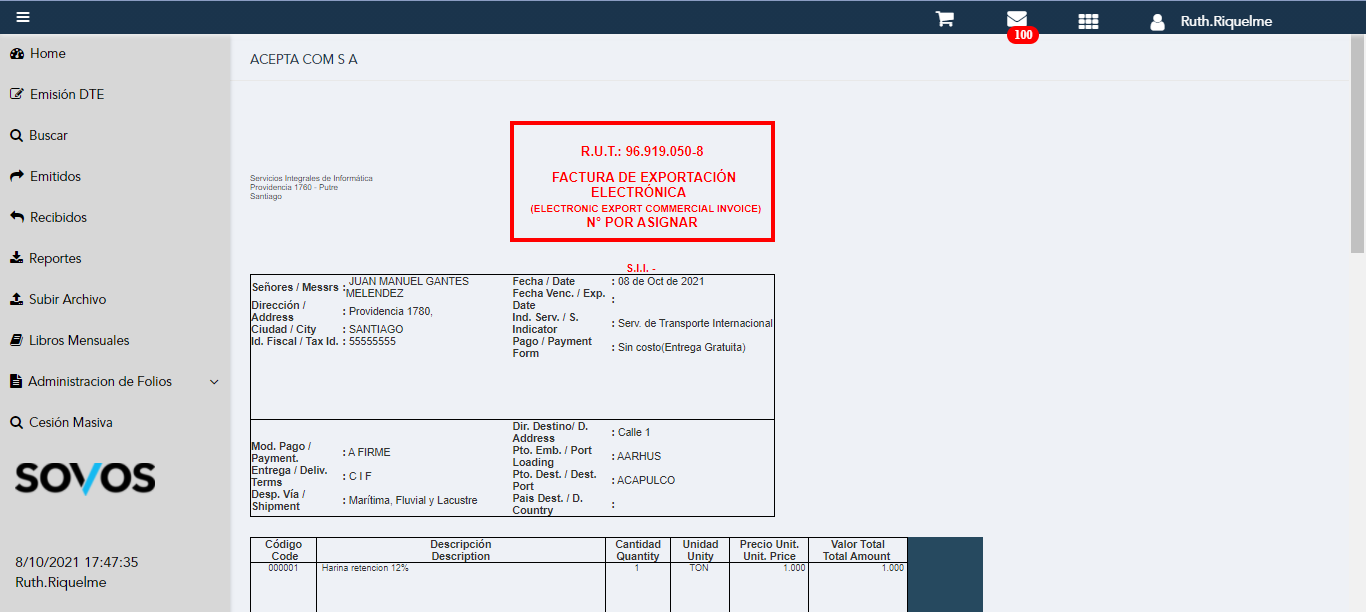 Ruth.Riquelme
100
Home
Emisión DTE
Buscar
Emitidos
Recibidos
Reportes
Subir Archivo
Libros Mensuales
Administracion de Folios
Cesión Masiva
SOVOS
8/10/2021 17:47:35
Ruth.Riquelme
ACEPTA COM S A
Servicios Integrales de Informática
Providencia 1760 - Putre
Santiago
R.U.T.: 96.919.050-8
FACTURA DE EXPORTACIÓN
ELECTRÓNICA
(ELECTRONIC EXPORT COMMERCIAL INVOICE)
N° POR ASIGNAR
S.I.I. -
Señores / Messrs : JUAN MANUEL GANTES
MELENDEZ
Dirección /
Address : Providencia 1780,
Ciudad / City : SANTIAGO
Id. Fiscal / Tax Id. : 55555555
Fecha / Date : 08 de Oct de 2021
Fecha Venc. / Exp.
Date :
Ind. Serv. / S.
Indicator : Serv. de Transporte Internacional
Pago / Payment
Form : Sin costo(Entrega Gratuita)
Mod. Pago /
Payment. : A FIRME
Entrega / Deliv.
Terms : C I F
Desp. Vía /
Shipment : Marítima, Fluvial y Lacustre
Dir. Destino/ D.
Address : Calle 1
Pto. Emb. / Port
Loading : AARHUS
Pto. Dest. / Dest.
Port : ACAPULCO
Pais Dest. / D.
Country :
Código Descripción Cantidad Unidad Precio Unit. Valor Total
Code Description Quantity Unity Unit. Price Total Amount
000001 Harina retencion 12% 1 TON 1.000 1.000